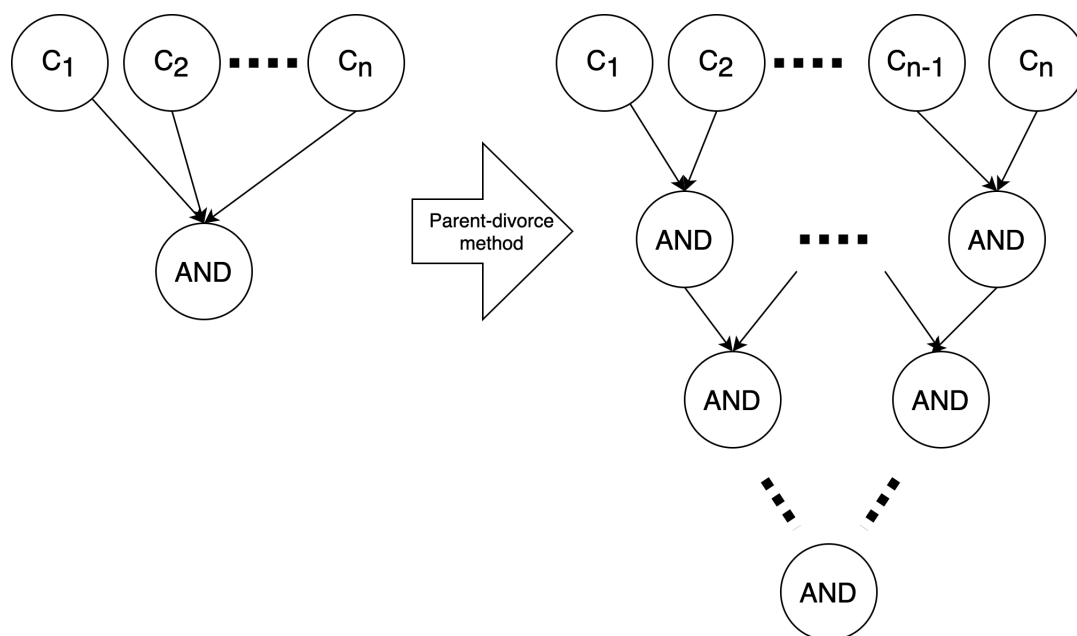 C1 C2 Cn C1 C2 Cn-1 Cn
Parent-divorce
method
AND AND
AND
AND AND
AND